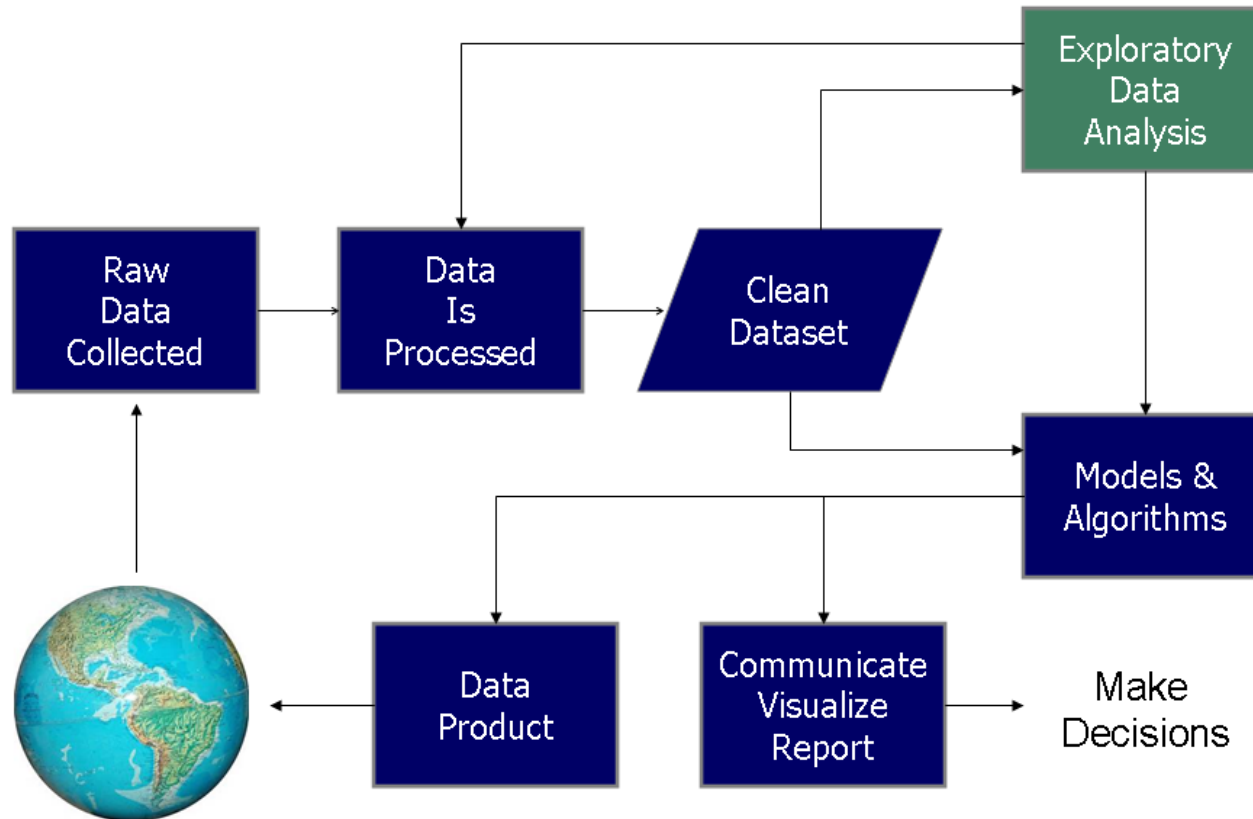 Exploratory
Data
Analysis
Raw
Data
Collected
Data
Is
Processed
Clean
Dataset
Models &
Algorithms
Data
Product
Communicate
Visualize
Report
Make
Decisions